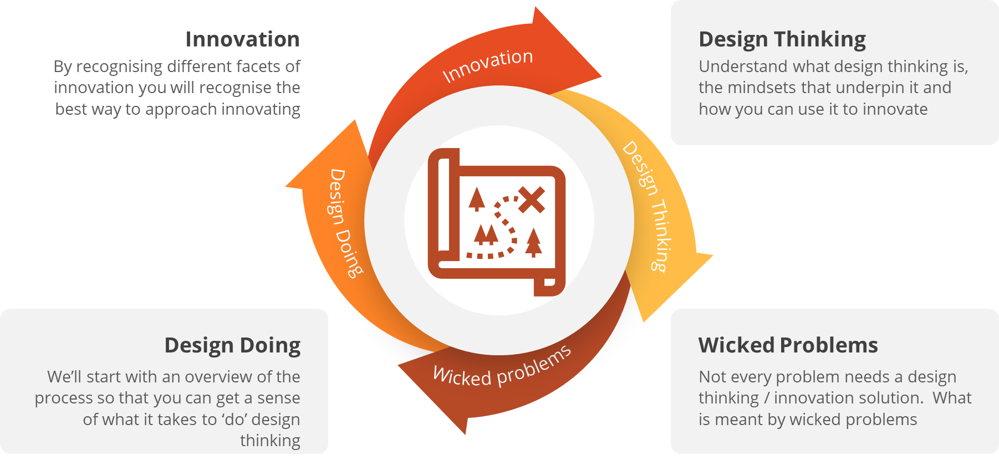 Innovation
By recognising different facets of
innovation you will recognise the
best way to approach innovating
Design Thinking
Understand what design thinking is,
the mindsets that underpin it and
how you can use it to innovate
Innovation
Design Thinking
Wicked problems
Design Doing
Design Doing
We’ll start with an overview of the
process so that you can get a sense
of what it takes to ‘do’ design
thinking
Wicked Problems
Not every problem needs a design
thinking / innovation solution.  What
is meant by wicked problems